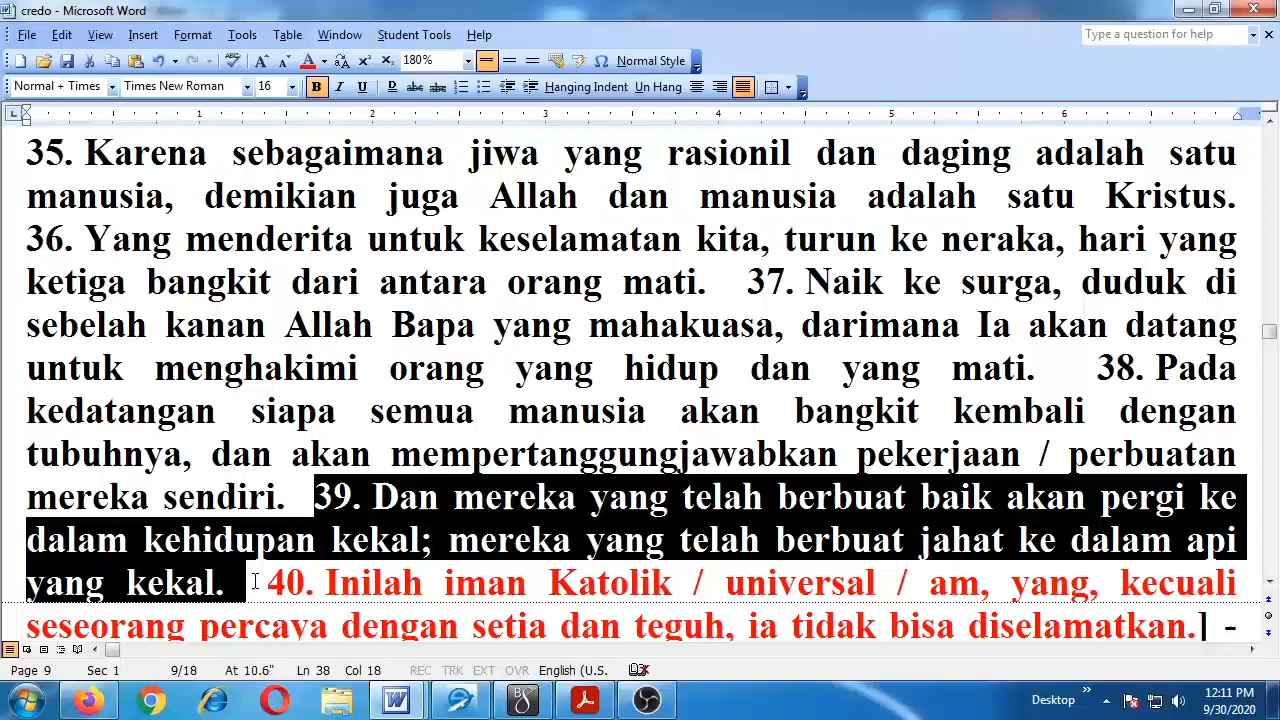 credo - Microsoft Word
File Edit View Insert Format Tools Table Window Student Tools Help
Type a question for help
180% Normal Style
Normal + Times Times New Roman 16 B I U D abc abc Hanging Indent Un Hang
1 2 3 4 5 6
35. Karena sebagaimana jiwa yang rasionil dan daging adalah satu
manusia, demikian juga Allah dan manusia adalah satu Kristus.
36. Yang menderita untuk keselamatan kita, turun ke neraka, hari yang
ketiga bangkit dari antara orang mati. 37. Naik ke surga, duduk di
sebelah kanan Allah Bapa yang mahakuasa, darimana Ia akan datang
untuk menghakimi orang yang hidup dan yang mati. 38. Pada
kedatangan siapa semua manusia akan bangkit kembali dengan
tubuhnya, dan akan mempertanggungjawabkan pekerjaan / perbuatan
mereka sendiri. 39. Dan mereka yang telah berbuat baik akan pergi ke
dalam kehidupan kekal; mereka yang telah berbuat jahat ke dalam api
yang kekal. 40. Inilah iman Katolik / universal / am, yang, kecuali
seseorang percaya dengan setia dan teguh, ia tidak bisa diselamatkan.] -
Page 9 Sec 1 9/18 At 10.6" Ln 38 Col 18 REC TRK EXT OVR English (U.S.
Desktop 12:11 PM
9/30/2020